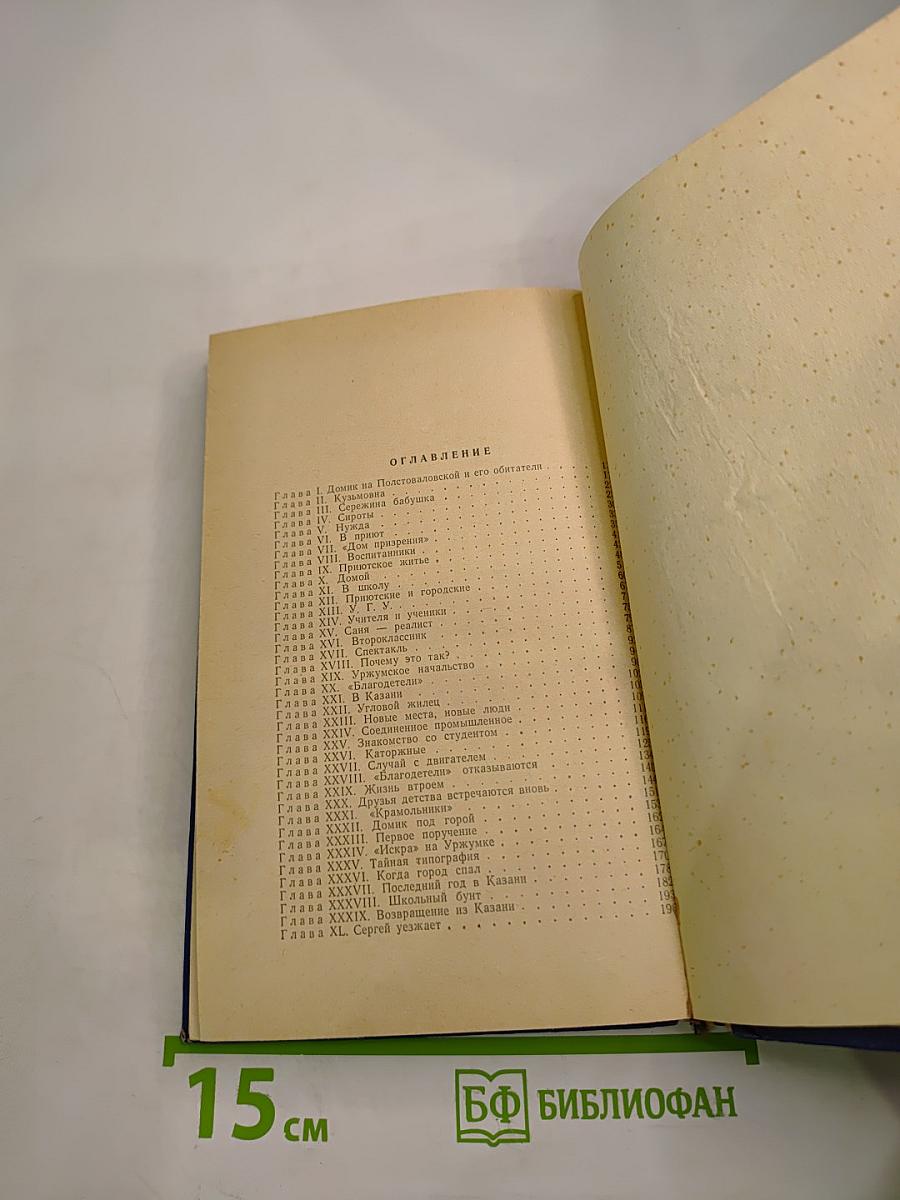 ОГЛАВЛЕНИЕ
Глава I. Домик на Полстоваловской и его обитатели
Глава II. Кузьмовна
Глава III. Сережина бабушка
Глава IV. Сироты
Глава V. Нужда
Глава VI. В приют
Глава VII. «Дом призрения»
Глава VIII. Воспитанники
Глава IX. Приютское житье
Глава X. Домой
Глава XI. В школу
Глава XII. Приютские и городские
Глава XIII. У. Г. У.
Глава XIV. Учителя и ученики
Глава XV. Саня — реалист
Глава XVI. Второклассник
Глава XVII. Спектакль
Глава XVIII. Почему это так?
Глава XIX. Уржумское начальство
Глава XX. «Благодетели»
Глава XXI. В Казани
Глава XXII. Угловой жилец
Глава XXIII. Новые места, новые люди
Глава XXIV. Соединенное промышленное
Глава XXV. Знакомство со студентом
Глава XXVI. Каторжные
Глава XXVII. Случай с двигателем
Глава XXVIII. «Благодетели» отказываются
Глава XXIX. Жизнь втроем
Глава XXX. Друзья детства встречаются вновь
Глава XXXI. «Крамольники»
Глава XXXII. Домик под горой
Глава XXXIII. Первое поручение
Глава XXXIV. «Искра» на Уржумке
Глава XXXV. Тайная типография
Глава XXXVI. Когда город спал
Глава XXXVII. Последний год в Казани
Глава XXXVIII. Школьный бунт
Глава XXXIX. Возвращение из Казани
Глава XL. Сергей уезжает
15 см БФ БИБЛИОФАН